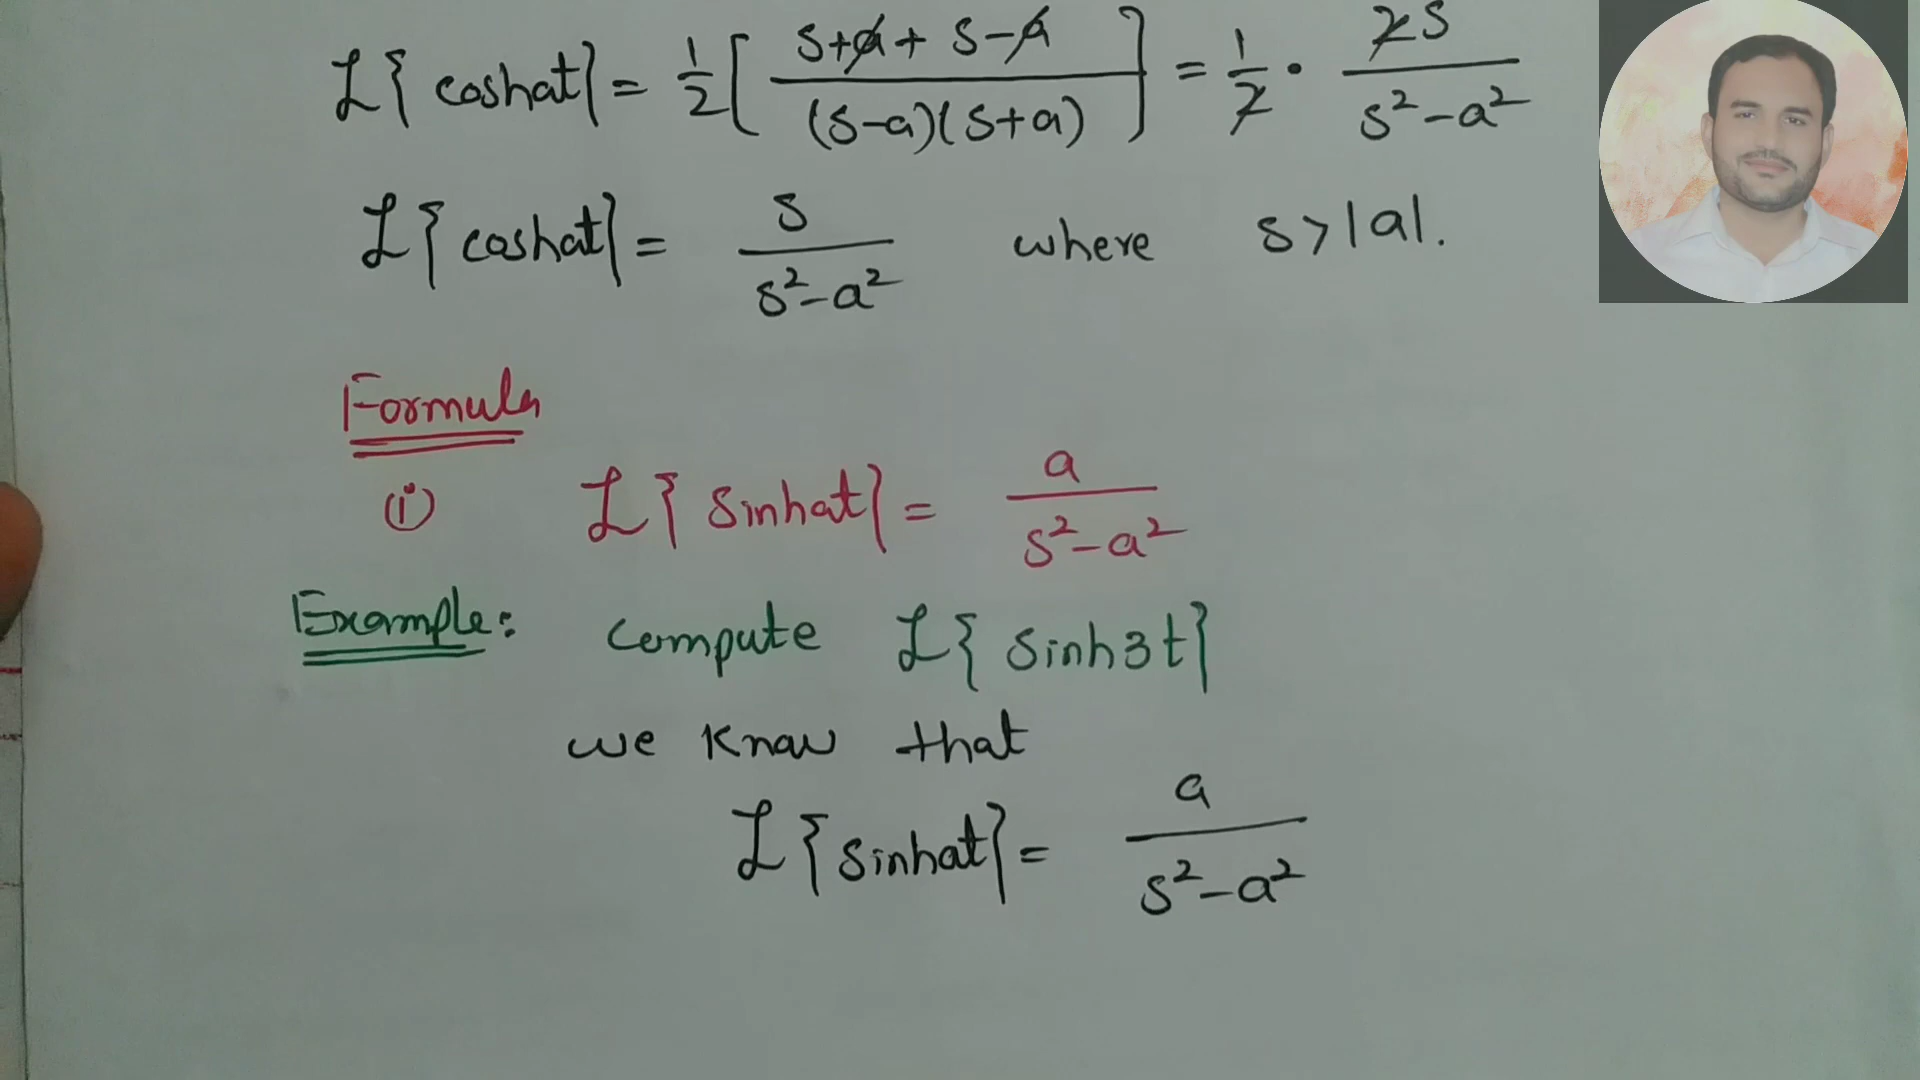 ℒ{coshat} = 1/2 [ (s+a + s-a) / ((s-a)(s+a)) ] = 1/2 · 2s / (s²-a²)
ℒ{coshat} = s / (s²-a²) where s>|a|.
Formula
(i) ℒ{sinhat} = a / (s²-a²)
Example: compute ℒ{sinh3t}
we know that
ℒ{sinhat} = a / (s²-a²)